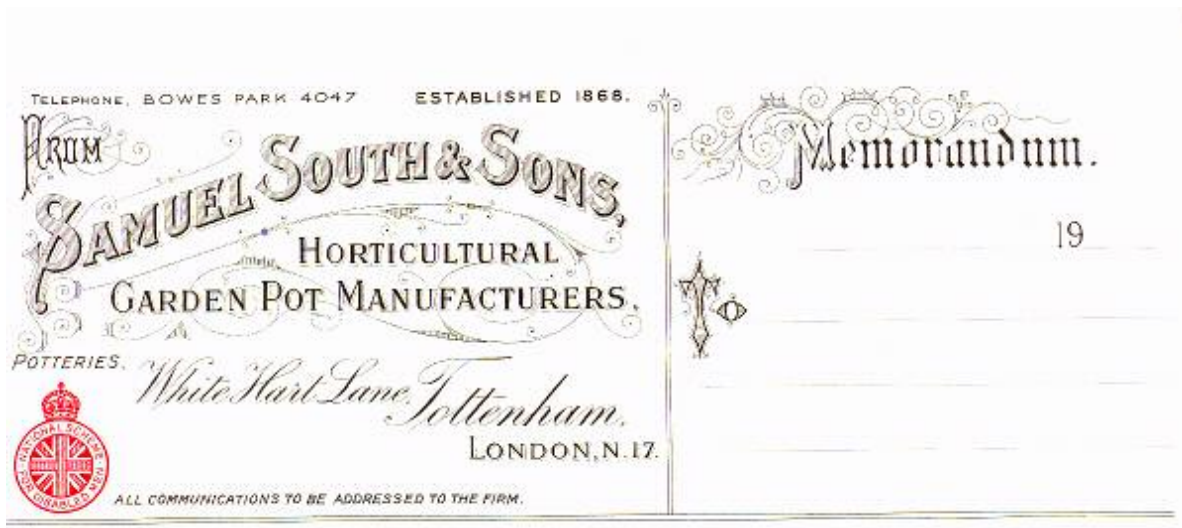 TELEPHONE, BOWES PARK 4047
ESTABLISHED 1868.
FROM
SAMUEL SOUTH & SONS,
HORTICULTURAL
GARDEN POT MANUFACTURERS.
POTTERIES,
White Hart Lane, Tottenham.
LONDON, N.17.
NATIONAL SCHEME
FOR DISABLED MEN
ALL COMMUNICATIONS TO BE ADDRESSED TO THE FIRM.
Memorandum.
19
To